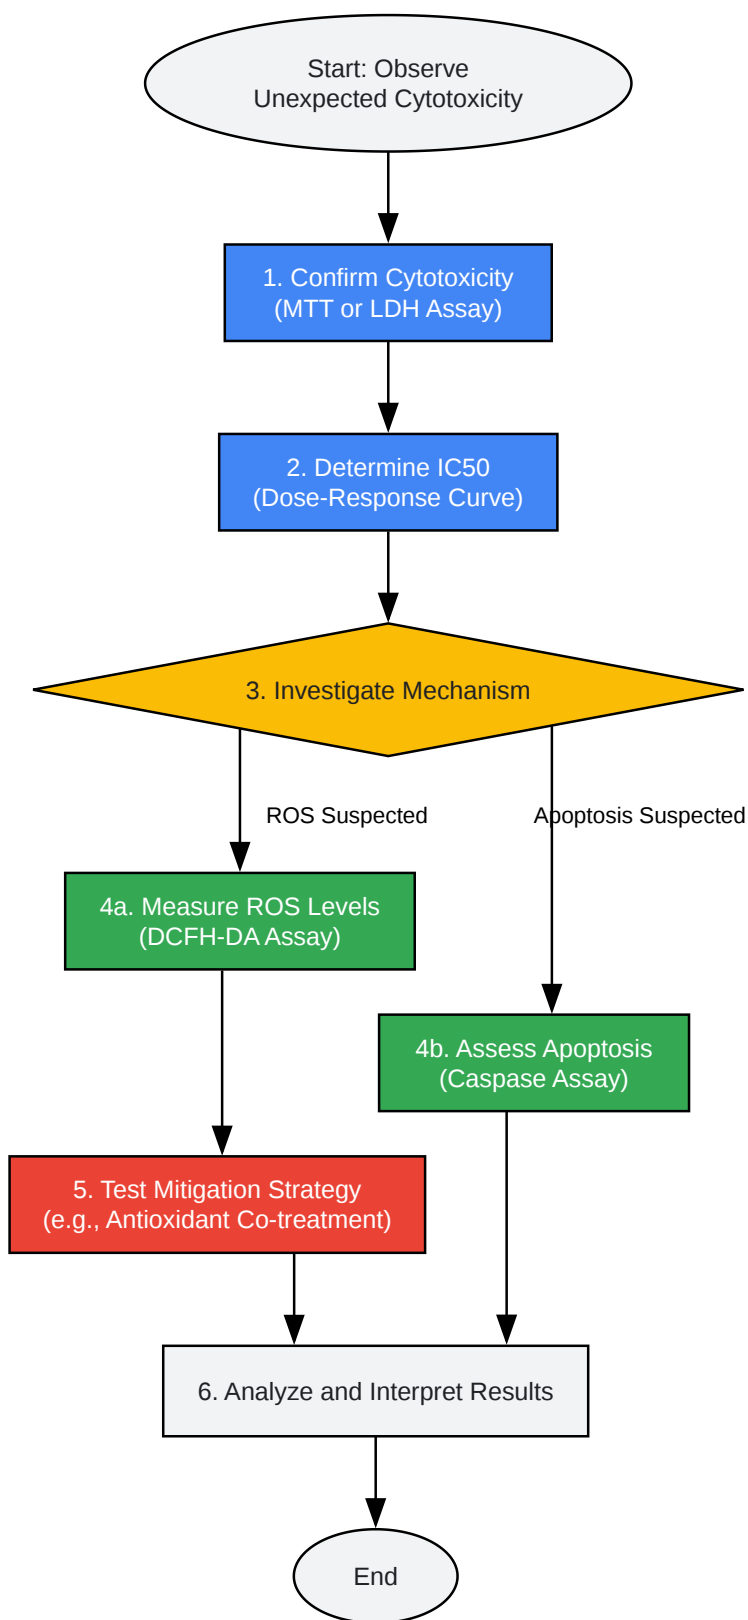 Start: Observe
Unexpected Cytotoxicity
1. Confirm Cytotoxicity
(MTT or LDH Assay)
2. Determine IC50
(Dose-Response Curve)
3. Investigate Mechanism
ROS Suspected
Apoptosis Suspected
4a. Measure ROS Levels
(DCFH-DA Assay)
4b. Assess Apoptosis
(Caspase Assay)
5. Test Mitigation Strategy
(e.g., Antioxidant Co-treatment)
6. Analyze and Interpret Results
End